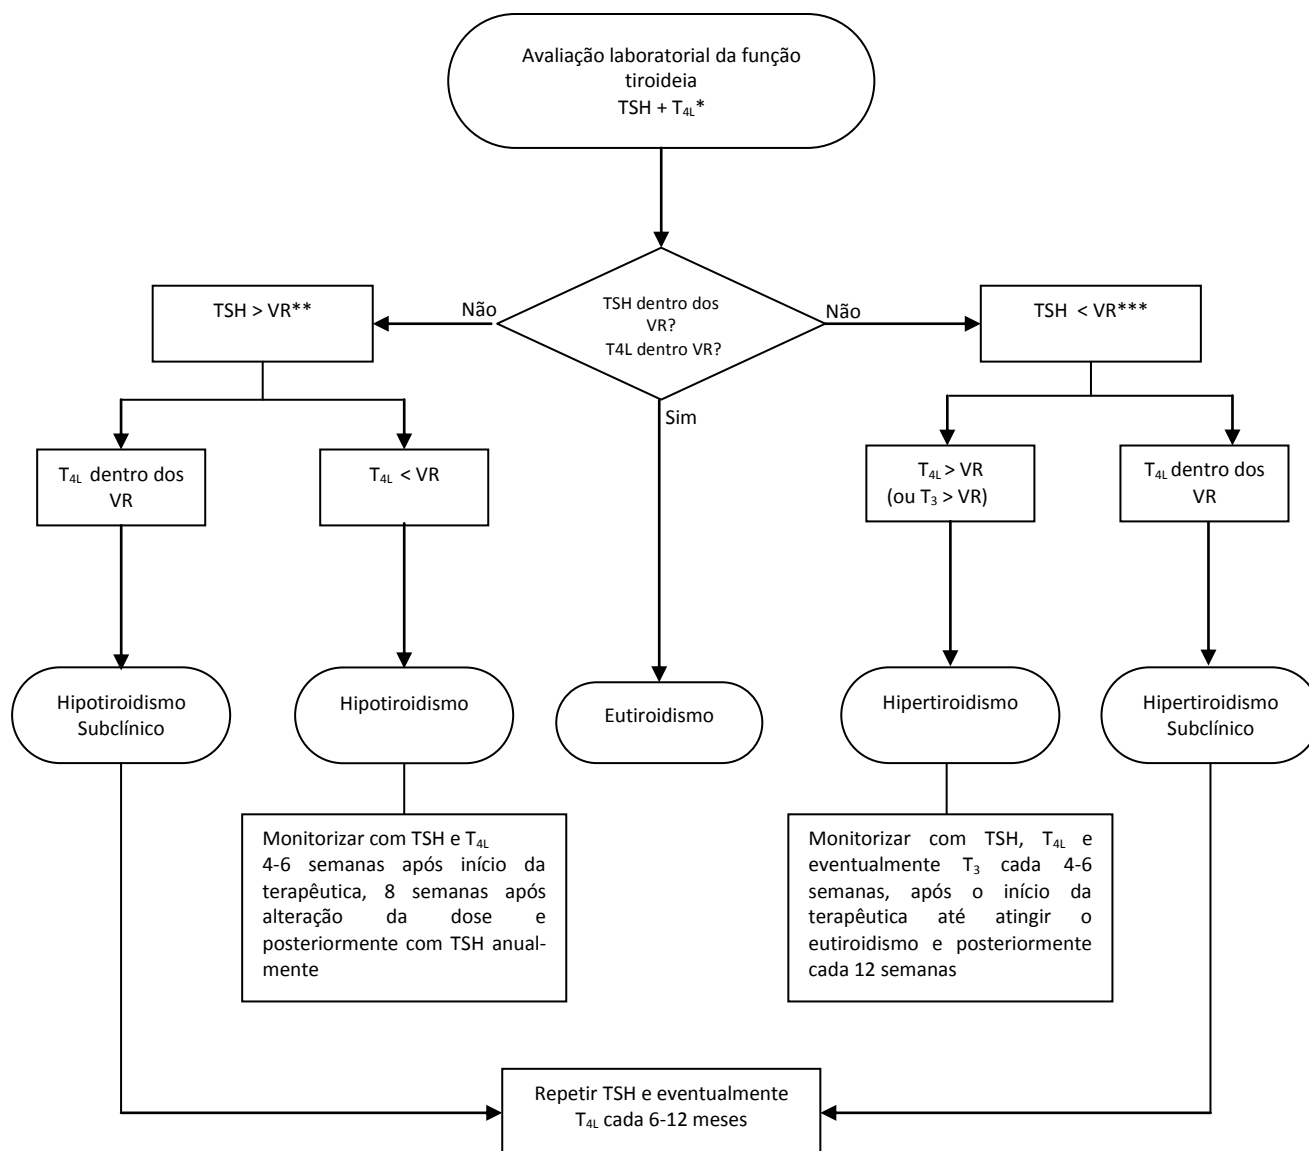 Avaliação laboratorial da função
tiroideia
TSH + T4L*
TSH > VR**
Não
TSH dentro dos
VR?
T4L dentro VR?
Não
TSH < VR***
Sim
T4L dentro dos
VR
T4L < VR
T4L > VR
(ou T3 > VR)
T4L dentro dos
VR
Hipotiroidismo
Subclínico
Hipotiroidismo
Eutiroidismo
Hipertiroidismo
Hipertiroidismo
Subclínico
Monitorizar com TSH e T4L
4-6 semanas após início da
terapêutica, 8 semanas após
alteração da dose e
posteriormente com TSH anual-
mente
Monitorizar com TSH, T4L e
eventualmente T3 cada 4-6
semanas, após o início da
terapêutica até atingir o
eutiroidismo e posteriormente
cada 12 semanas
Repetir TSH e eventualmente
T4L cada 6-12 meses